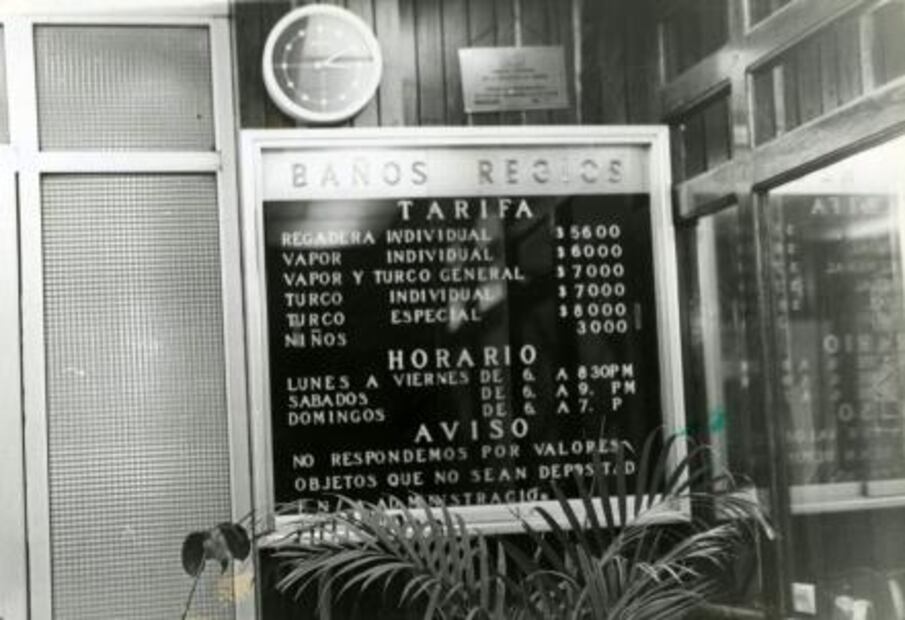 BAÑOS REGIOS
TARIFA
REGADERA INDIVIDUAL $5600
VAPOR INDIVIDUAL $6000
VAPOR Y TURCO GENERAL $7000
TURCO INDIVIDUAL $7000
TURCO ESPECIAL $8000
NIÑOS 3000
HORARIO
LUNES A VIERNES DE 6. A 8 30PM
SABADOS DE 6. A 9. PM
DOMINGOS DE 6. A 7. P
AVISO
NO RESPONDEMOS POR VALORES
OBJETOS QUE NO SEAN